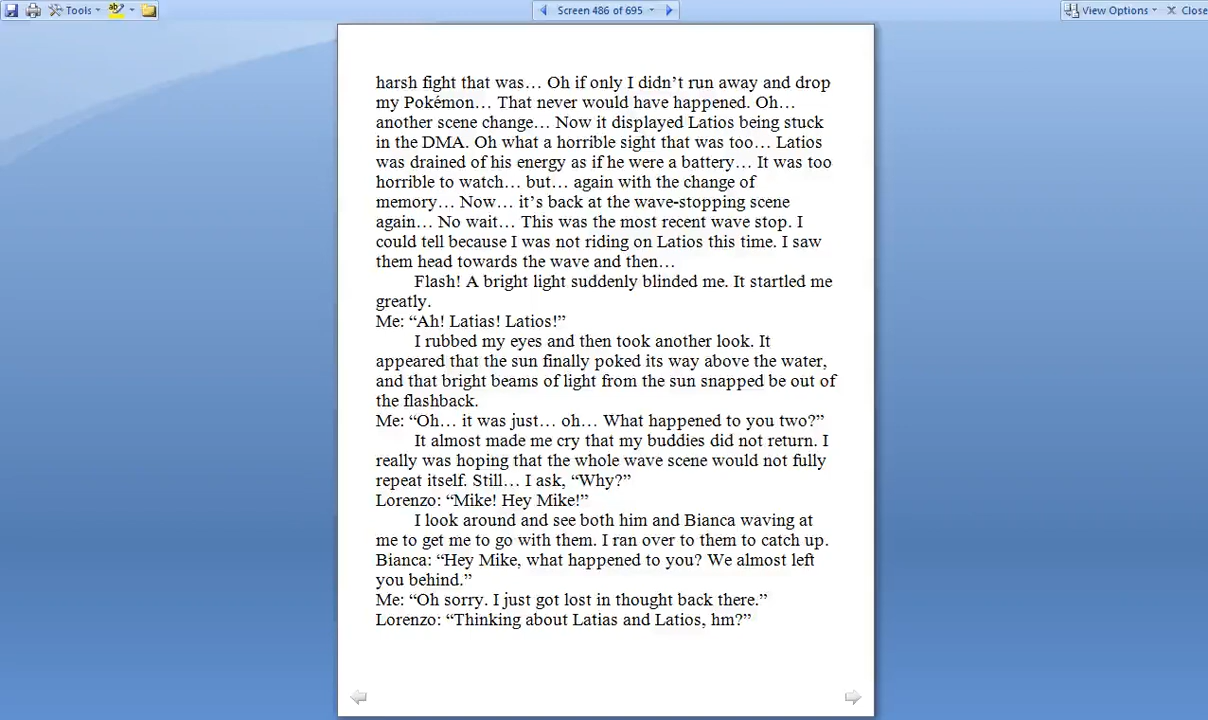 Tools
Screen 486 of 695
View Options
Close
harsh fight that was… Oh if only I didn’t run away and drop
my Pokémon… That never would have happened. Oh…
another scene change… Now it displayed Latios being stuck
in the DMA. Oh what a horrible sight that was too… Latios
was drained of his energy as if he were a battery… It was too
horrible to watch… but… again with the change of
memory… Now… it’s back at the wave-stopping scene
again… No wait… This was the most recent wave stop. I
could tell because I was not riding on Latios this time. I saw
them head towards the wave and then…
Flash! A bright light suddenly blinded me. It startled me
greatly.
Me: “Ah! Latias! Latios!”
I rubbed my eyes and then took another look. It
appeared that the sun finally poked its way above the water,
and that bright beams of light from the sun snapped be out of
the flashback.
Me: “Oh… it was just… oh… What happened to you two?”
It almost made me cry that my buddies did not return. I
really was hoping that the whole wave scene would not fully
repeat itself. Still… I ask, “Why?”
Lorenzo: “Mike! Hey Mike!”
I look around and see both him and Bianca waving at
me to get me to go with them. I ran over to them to catch up.
Bianca: “Hey Mike, what happened to you? We almost left
you behind.”
Me: “Oh sorry. I just got lost in thought back there.”
Lorenzo: “Thinking about Latias and Latios, hm?”